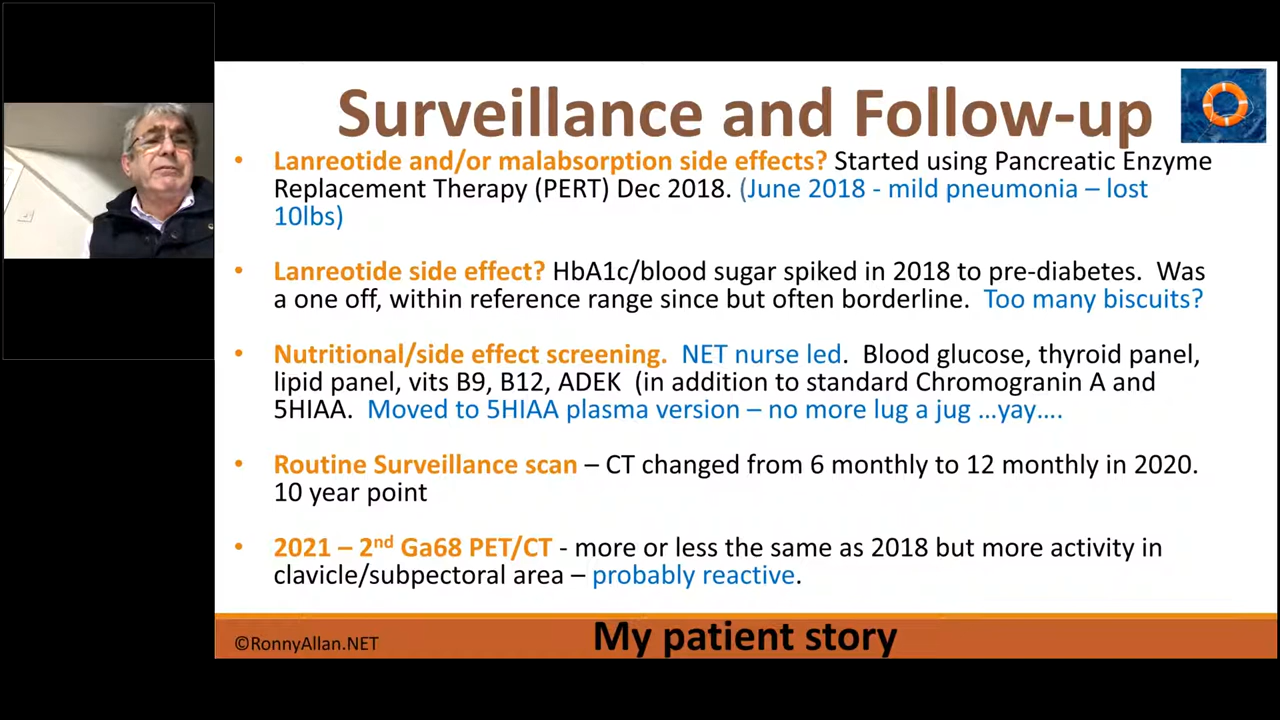 Surveillance and Follow-up
• Lanreotide and/or malabsorption side effects? Started using Pancreatic Enzyme
Replacement Therapy (PERT) Dec 2018. (June 2018 - mild pneumonia – lost
10lbs)
• Lanreotide side effect? HbA1c/blood sugar spiked in 2018 to pre-diabetes. Was
a one off, within reference range since but often borderline. Too many biscuits?
• Nutritional/side effect screening. NET nurse led. Blood glucose, thyroid panel,
lipid panel, vits B9, B12, ADEK (in addition to standard Chromogranin A and
5HIAA. Moved to 5HIAA plasma version – no more lug a jug …yay….
• Routine Surveillance scan – CT changed from 6 monthly to 12 monthly in 2020.
10 year point
• 2021 – 2nd Ga68 PET/CT - more or less the same as 2018 but more activity in
clavicle/subpectoral area – probably reactive.
©RonnyAllan.NET
My patient story